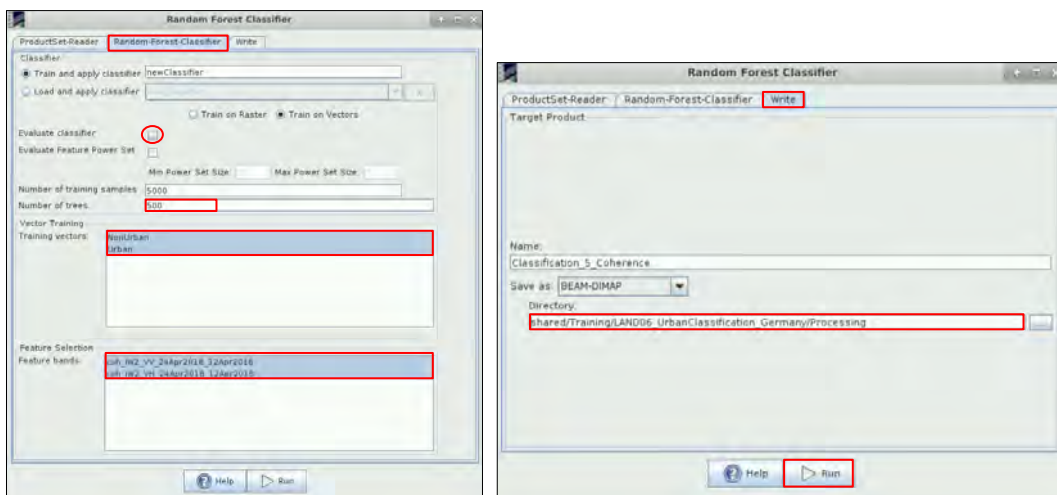 Random Forest Classifier
ProductSet-Reader Random-Forest-Classifier Write
Classifier
Train and apply classifier newClassifier
Load and apply classifier
Train on Raster Train on Vectors
Evaluate classifier
Evaluate Feature Power Set
Min Power Set Size: Max Power Set Size:
Number of training samples 5000
Number of trees: 500
Vector Training
Training vectors: NonUrban
Urban
Feature Selection
Feature bands: coh_IW2_VV_24Apr2018_12Apr2018
coh_IW2_VH_24Apr2018_12Apr2018
Help Run
Random Forest Classifier
ProductSet-Reader Random-Forest-Classifier Write
Target Product
Name:
Classification_S_Coherence
Save as: BEAM-DIMAP
Directory:
shared/Training/LAND06_UrbanClassification_Germany/Processing
...
Help Run